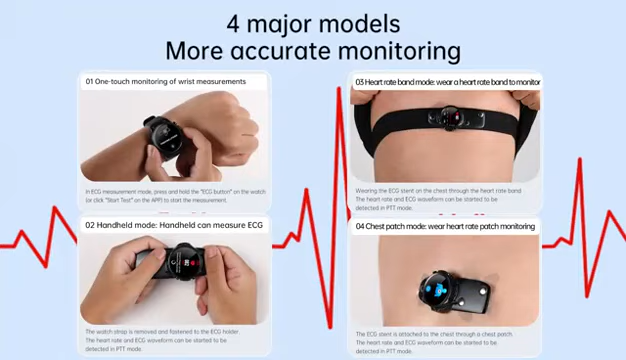 4 major models
More accurate monitoring
01 One-touch monitoring of wrist measurements
In ECG measurement mode, press and hold the "ECG button" on the watch
(or click "Start Test" on the APP) to start the measurement.
02 Handheld mode: Handheld can measure ECG
The watch strap is removed and fastened to the ECG holder.
The heart rate and ECG waveform can be started to be
detected in PTT mode.
03 Heart rate band mode: wear a heart rate band to monitor
Wearing the ECG stent on the chest through the heart rate band
The heart rate and ECG waveform can be started to be
detected in PTT mode.
04 Chest patch mode: wear heart rate patch monitoring
The ECG stent is attached to the chest through a chest patch
The heart rate and ECG waveform can be started to be
detected in PTT mode.